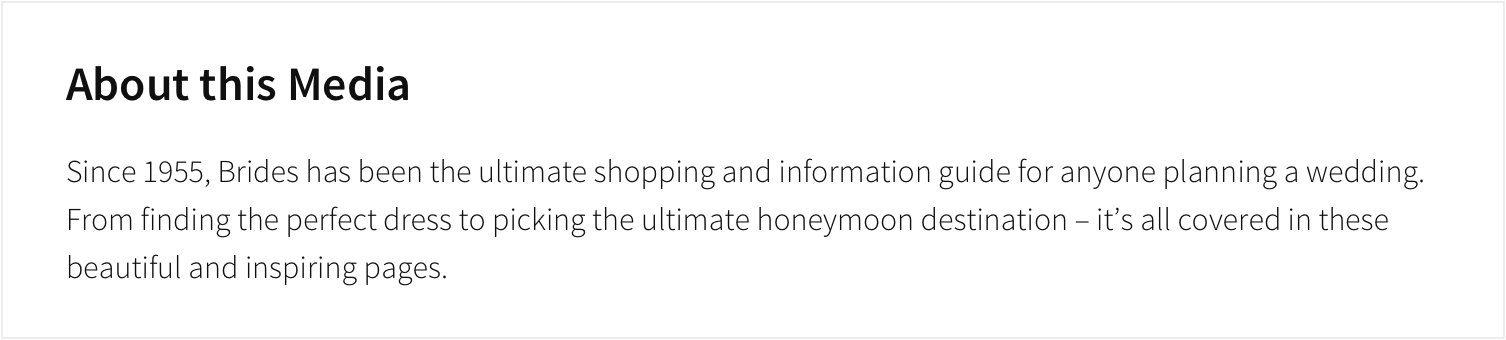 About this Media
Since 1955, Brides has been the ultimate shopping and information guide for anyone planning a wedding.
From finding the perfect dress to picking the ultimate honeymoon destination – it’s all covered in these
beautiful and inspiring pages.